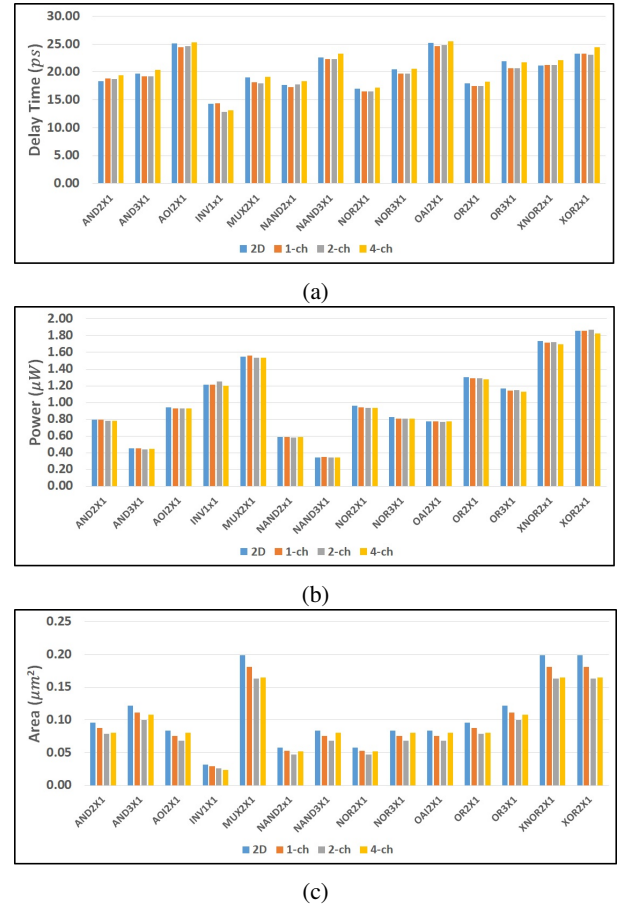 30.00
25.00
20.00
15.00
10.00
5.00
0.00
Delay Time (ps)
AND2X1 AND3X1 AOI2X1 INV1x1 MUX2X1 NAND2x1 NAND3X1 NOR2X1 NOR3X1 OAI2X1 OR2X1 OR3X1 XNOR2x1 XOR2x1
2D 1-ch 2-ch 4-ch
(a)
2.00
1.80
1.60
1.40
1.20
1.00
0.80
0.60
0.40
0.20
0.00
Power (μW)
AND2X1 AND3X1 AOI2X1 INV1X1 MUX2X1 NAND2x1 NAND3X1 NOR2X1 NOR3X1 OAI2X1 OR2X1 OR3X1 XNOR2x1 XOR2x1
2D 1-ch 2-ch 4-ch
(b)
0.25
0.20
0.15
0.10
0.05
0.00
Area (μm²)
AND2X1 AND3X1 AOI2X1 INV1X1 MUX2X1 NAND2x1 NAND3X1 NOR2X1 NOR3X1 OAI2X1 OR2X1 OR3X1 XNOR2X1 XOR2X1
2D 1-ch 2-ch 4-ch
(c)